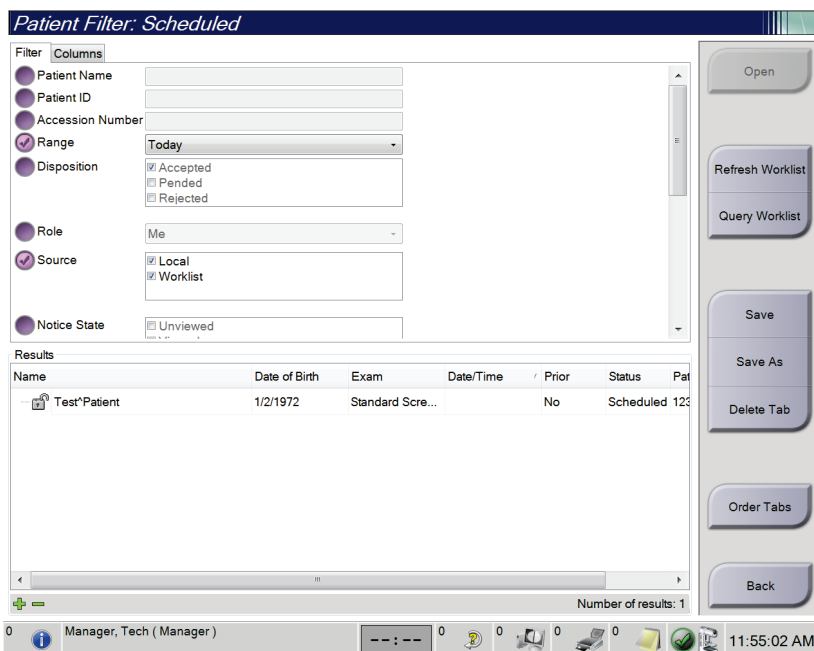 Patient Filter: Scheduled
Filter Columns
Patient Name
Patient ID
Accession Number
Range Today
Disposition Accepted
Pended
Rejected
Role Me
Source Local
Worklist
Notice State Unviewed
Results
Name Date of Birth Exam Date/Time Prior Status Pat
Test^Patient 1/2/1972 Standard Scre... No Scheduled 123
Number of results: 1
Open
Refresh Worklist
Query Worklist
Save
Save As
Delete Tab
Order Tabs
Back
0 Manager, Tech ( Manager ) --:-- 0 0 0 0 11:55:02 AM